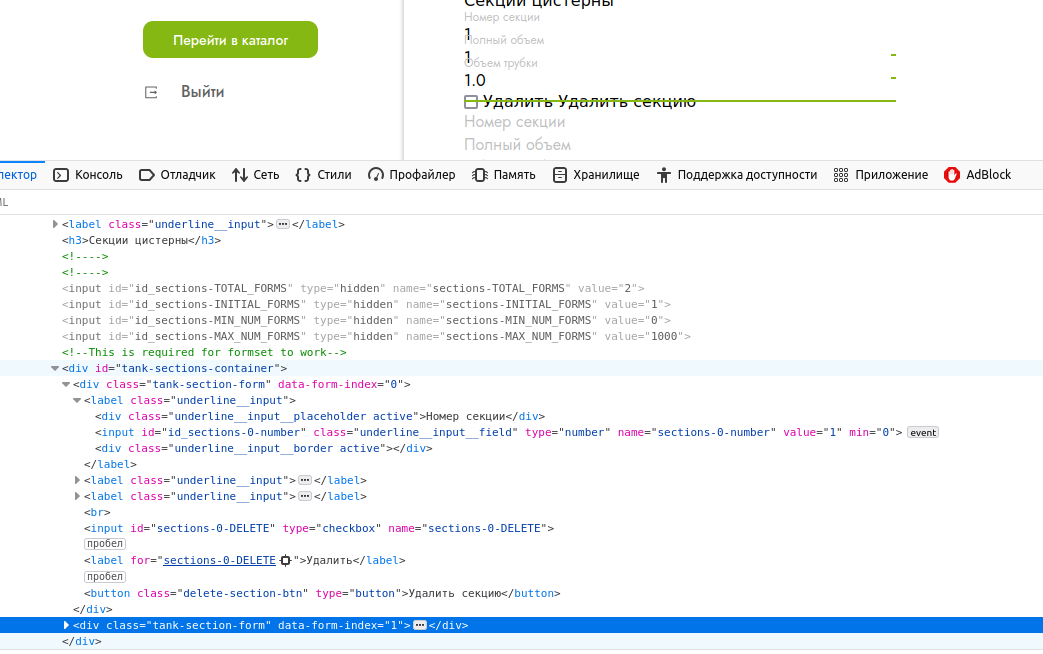 Секции цистерны
Номер секции
1
Полный объем
1
Объем трубки
1.0
Удалить Удалить секцию
Номер секции
Полный объем
Перейти в каталог
Выйти
пектор Консоль Отладчик Сеть Стили Профайлер Память Хранилище Поддержка доступности Приложение AdBlock
ML
<label class="underline__input"> ••• </label>
<h3>Секции цистерны</h3>
<!---->
<!---->
<input id="id_sections-TOTAL_FORMS" type="hidden" name="sections-TOTAL_FORMS" value="2">
<input id="id_sections-INITIAL_FORMS" type="hidden" name="sections-INITIAL_FORMS" value="1">
<input id="id_sections-MIN_NUM_FORMS" type="hidden" name="sections-MIN_NUM_FORMS" value="0">
<input id="id_sections-MAX_NUM_FORMS" type="hidden" name="sections-MAX_NUM_FORMS" value="1000">
<!--This is required for formset to work-->
<div id="tank-sections-container">
<div class="tank-section-form" data-form-index="0">
<label class="underline__input">
<div class="underline__input__placeholder active">Номер секции</div>
<input id="id_sections-0-number" class="underline__input__field" type="number" name="sections-0-number" value="1" min="0"> event
<div class="underline__input__border active"></div>
</label>
<label class="underline__input"> ••• </label>
<label class="underline__input"> ••• </label>
<br>
<input id="sections-0-DELETE" type="checkbox" name="sections-0-DELETE">
пробел
<label for="sections-0-DELETE">Удалить</label>
пробел
<button class="delete-section-btn" type="button">Удалить секцию</button>
</div>
<div class="tank-section-form" data-form-index="1"> ••• </div>
</div>